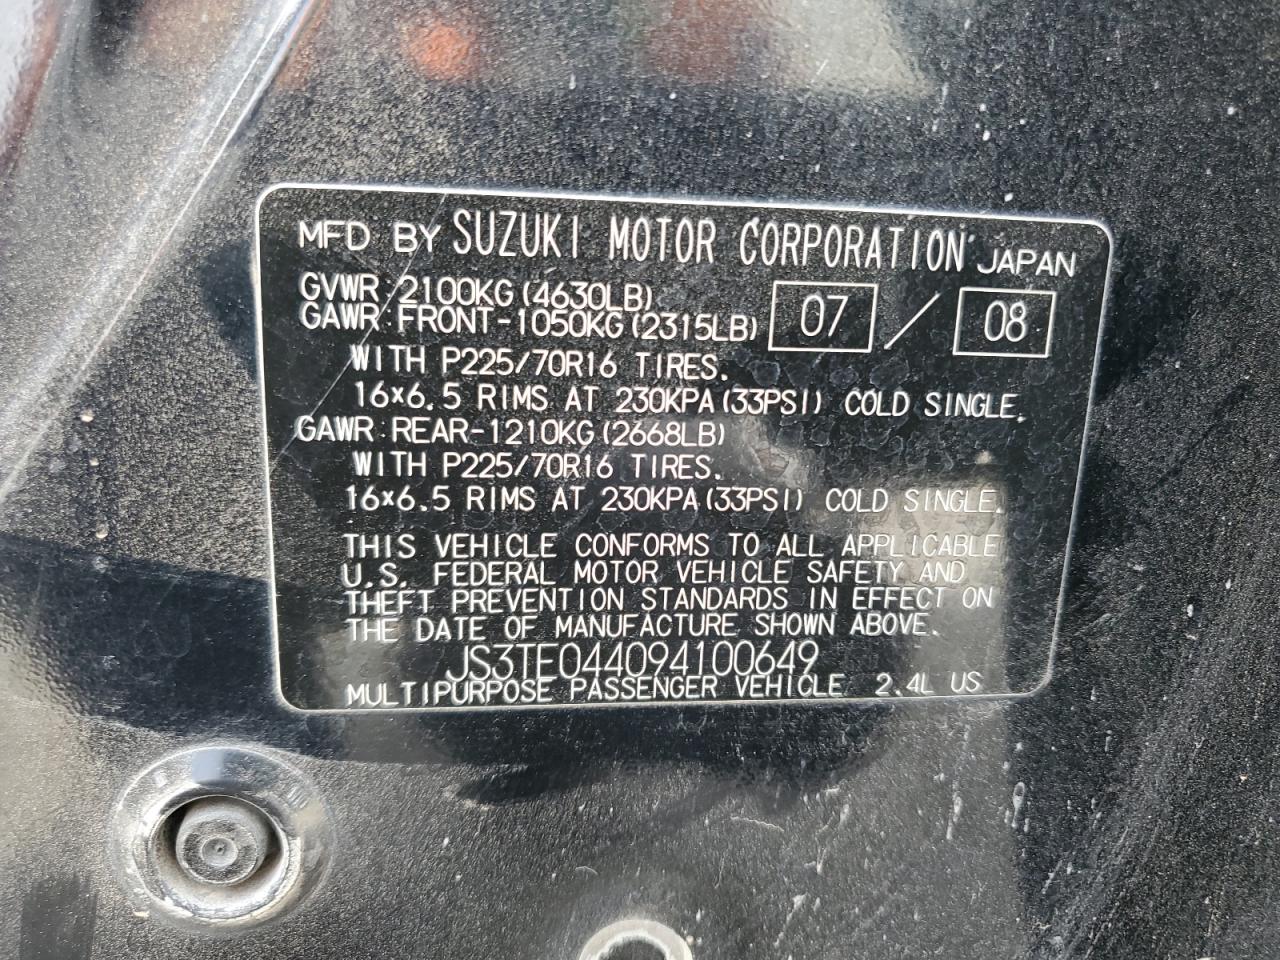 MFD BY SUZUKI MOTOR CORPORATION JAPAN
GVWR:2100KG(4630LB)
GAWR:FRONT-1050KG(2315LB) 07 / 08
WITH P225/70R16 TIRES.
16×6.5 RIMS AT 230KPA(33PSI) COLD SINGLE.
GAWR:REAR-1210KG(2668LB)
WITH P225/70R16 TIRES.
16×6.5 RIMS AT 230KPA(33PSI) COLD SINGLE.
THIS VEHICLE CONFORMS TO ALL APPLICABLE
U.S. FEDERAL MOTOR VEHICLE SAFETY AND
THEFT PREVENTION STANDARDS IN EFFECT ON
THE DATE OF MANUFACTURE SHOWN ABOVE.
JS3TE044094100649
MULTIPURPOSE PASSENGER VEHICLE 2.4L US